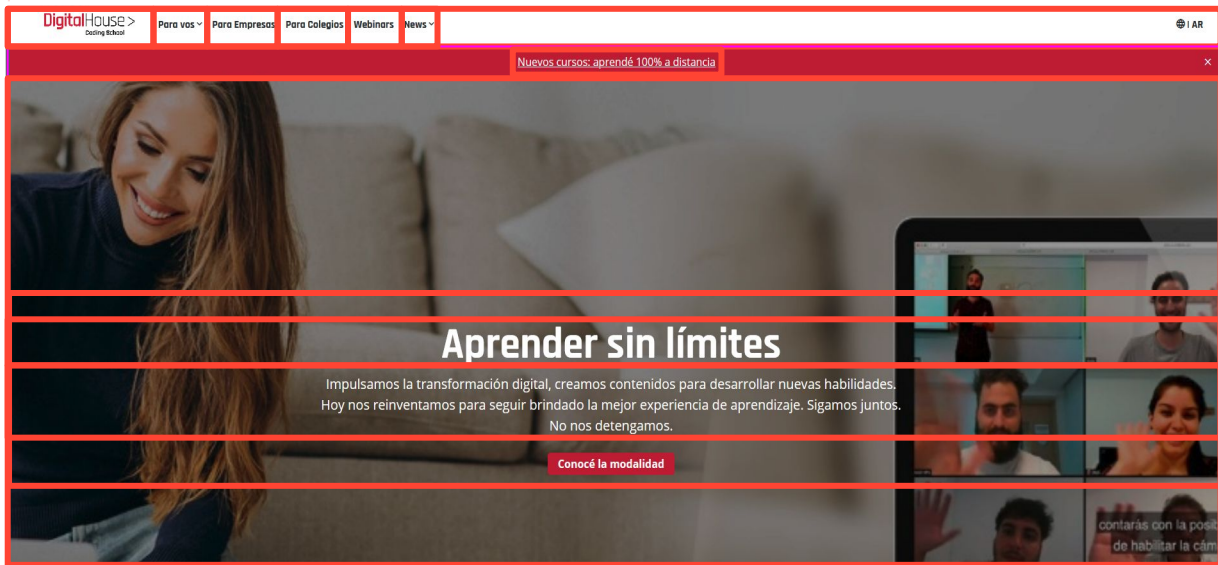 DigitalHouse>
Coding School
Para vos Para Empresas Para Colegios Webinars News
| AR
Nuevos cursos: aprendé 100% a distancia
×
Aprender sin límites
Impulsamos la transformación digital, creamos contenidos para desarrollar nuevas habilidades.
Hoy nos reinventamos para seguir brindado la mejor experiencia de aprendizaje. Sigamos juntos.
No nos detengamos.
Conocé la modalidad
contarás con la
de habilitar la